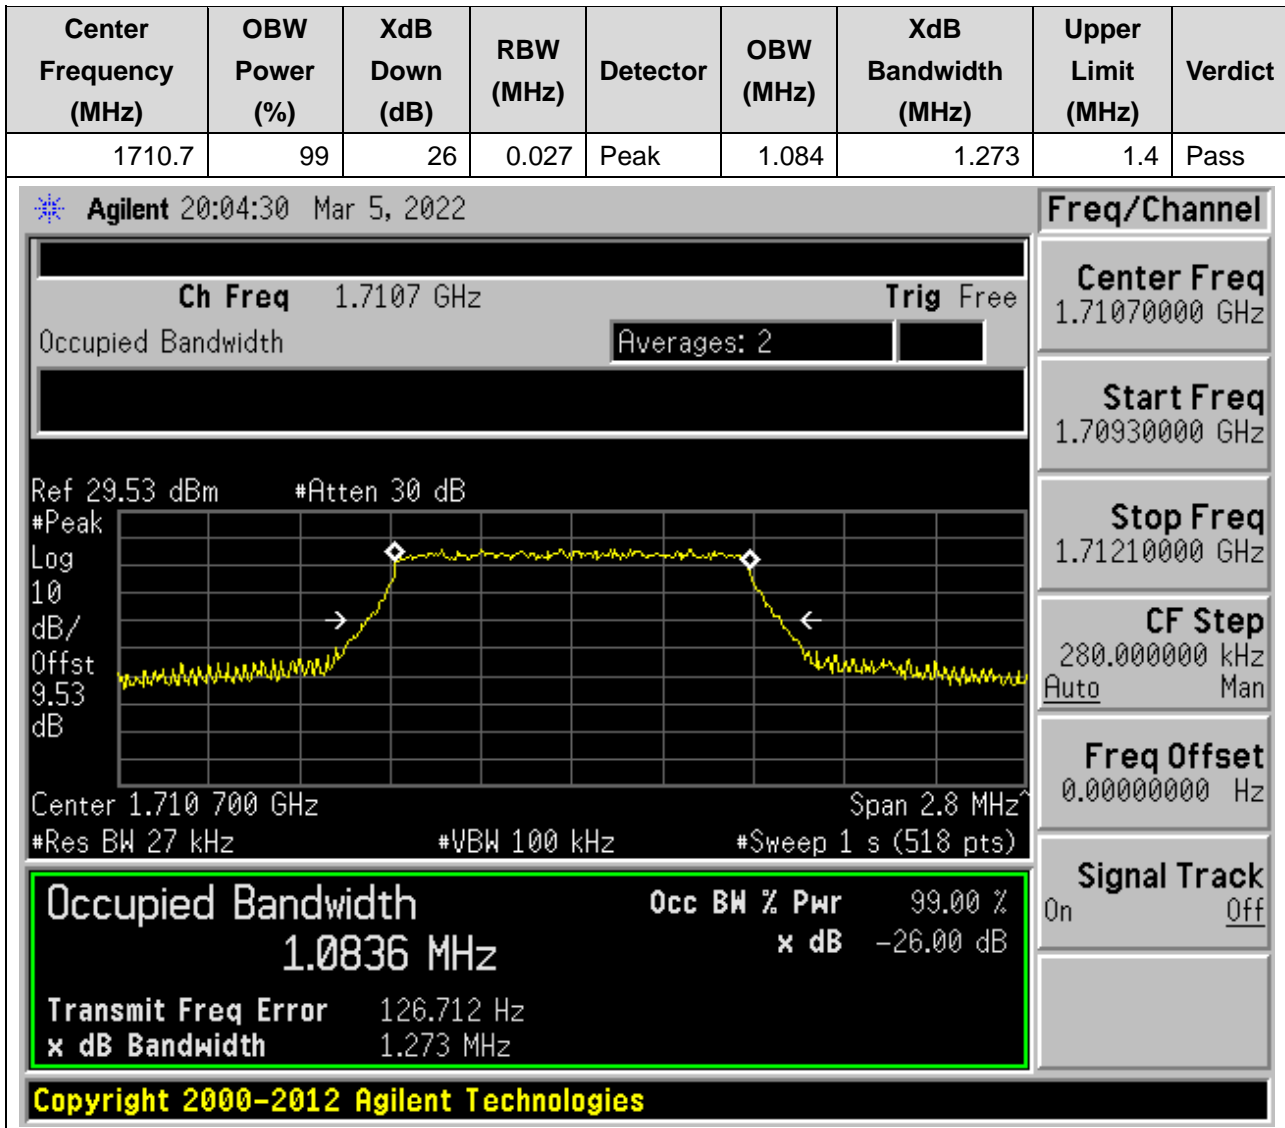 Center Frequency (MHz) OBW Power (%) XdB Down (dB) RBW (MHz) Detector OBW (MHz) XdB Bandwidth (MHz) Upper Limit (MHz) Verdict
1710.7 99 26 0.027 Peak 1.084 1.273 1.4 Pass
Agilent 20:04:30 Mar 5, 2022
Freq/Channel
Ch Freq 1.7107 GHz Trig Free
Occupied Bandwidth Averages: 2
Center Freq
1.71070000 GHz
Start Freq
1.70930000 GHz
Stop Freq
1.71210000 GHz
CF Step
280.000000 kHz
Auto Man
Freq Offset
0.00000000 Hz
Signal Track
On Off
Ref 29.53 dBm #Atten 30 dB
#Peak
Log
10
dB/
Offst
9.53
dB
Center 1.710 700 GHz Span 2.8 MHz^
#Res BW 27 kHz #VBW 100 kHz #Sweep 1 s (518 pts)
Occupied Bandwidth
1.0836 MHz
Occ BW % Pwr 99.00 %
x dB -26.00 dB
Transmit Freq Error 126.712 Hz
x dB Bandwidth 1.273 MHz
Copyright 2000-2012 Agilent Technologies